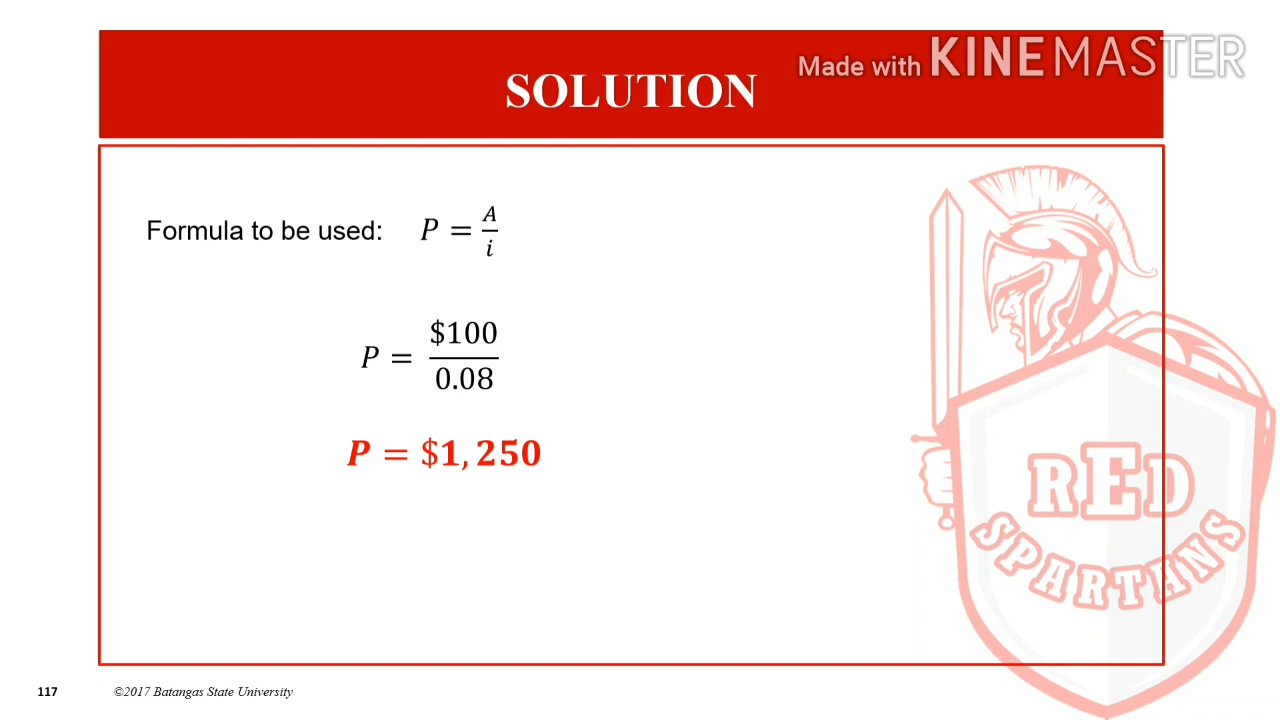 Made with KINEMASTER
SOLUTION
Formula to be used: P = A/i
P = $100/0.08
P = $1,250
RED
SPARTANS
117 ©2017 Batangas State University